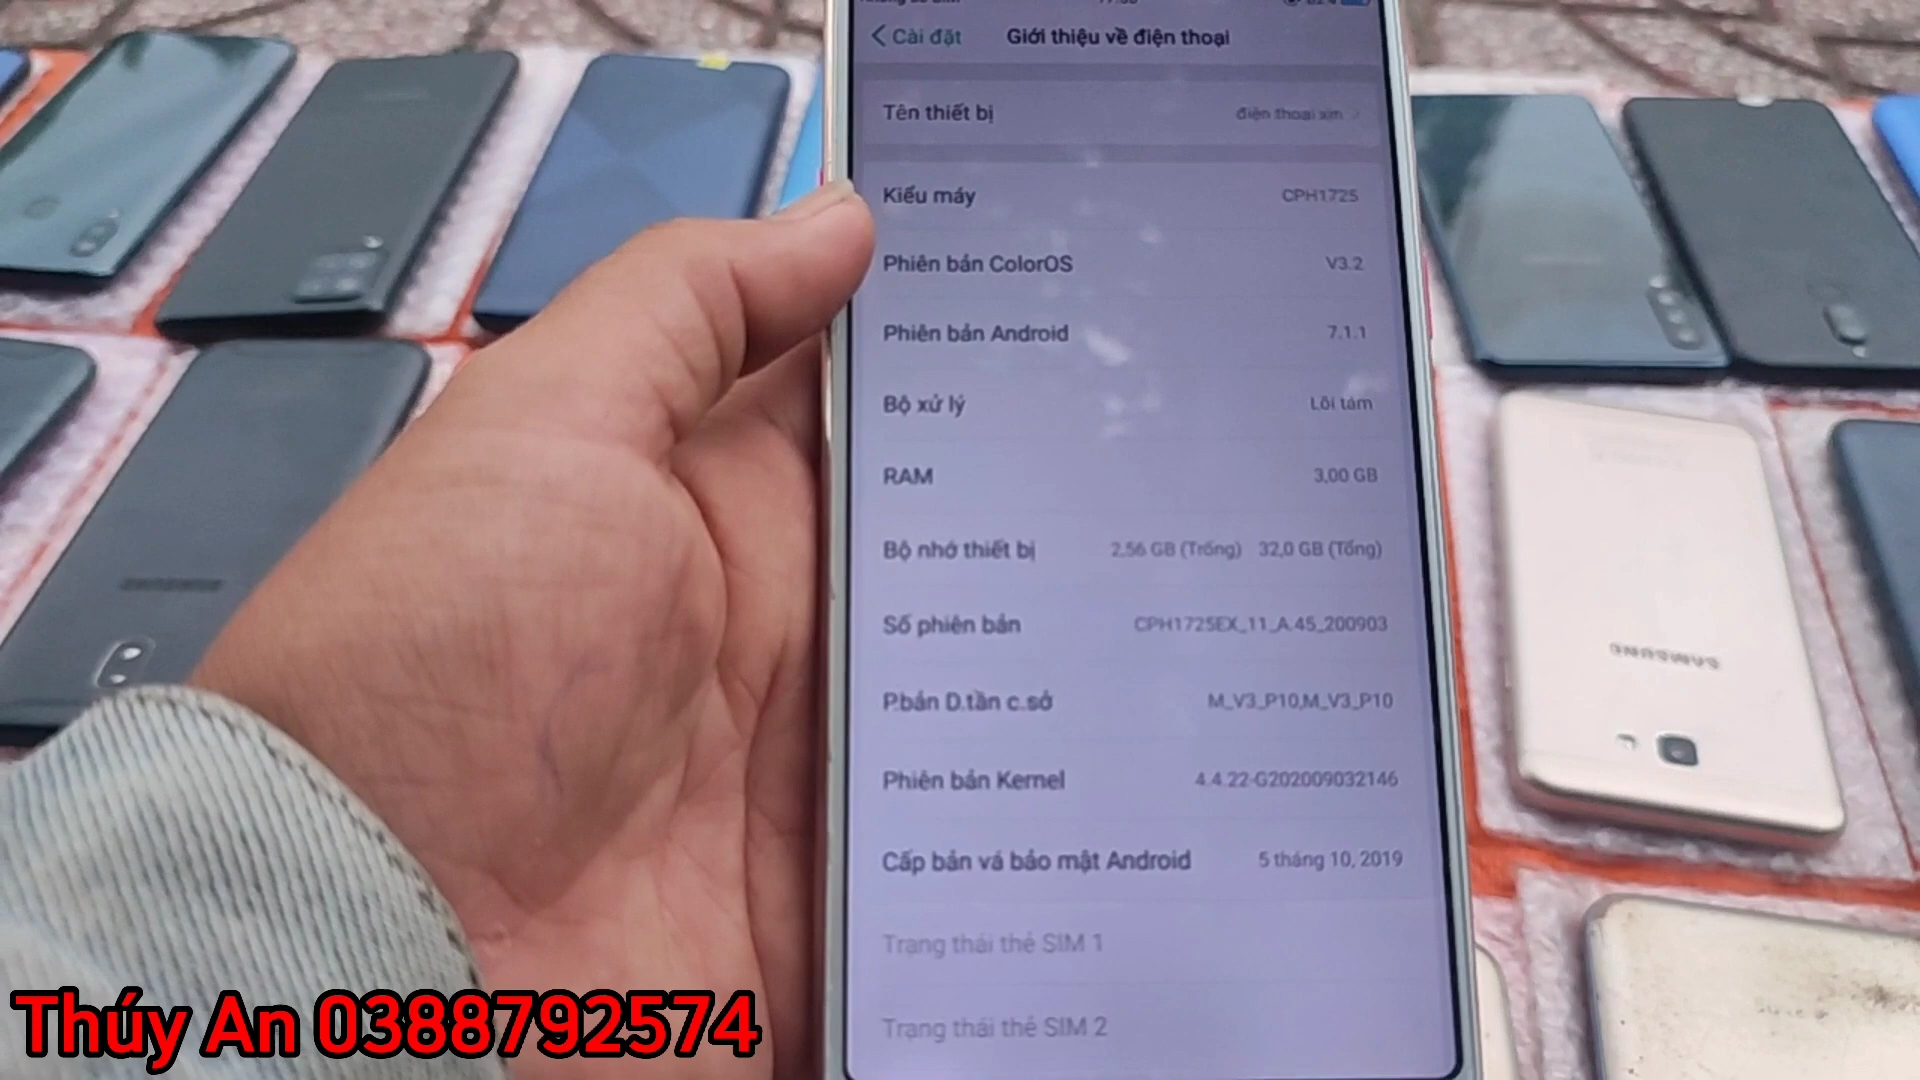 Cài đặt Giới thiệu về điện thoại
Tên thiết bị điện thoại xịn
Kiểu máy CPH1725
Phiên bản ColorOS V3.2
Phiên bản Android 7.1.1
Bộ xử lý Lõi tám
RAM 3,00 GB
Bộ nhớ thiết bị 2,56 GB (Trống) 32,0 GB (Tổng)
Số phiên bản CPH1725EX_11_A.45_200903
P.bản D.tần c.sở M_V3_P10,M_V3_P10
Phiên bản Kernel 4.4.22-G202009032146
Cấp bản vá bảo mật Android 5 tháng 10, 2019
Trạng thái thẻ SIM 1
Trạng thái thẻ SIM 2
SAMSUNG
SAMSUNG
Thúy An 0388792574